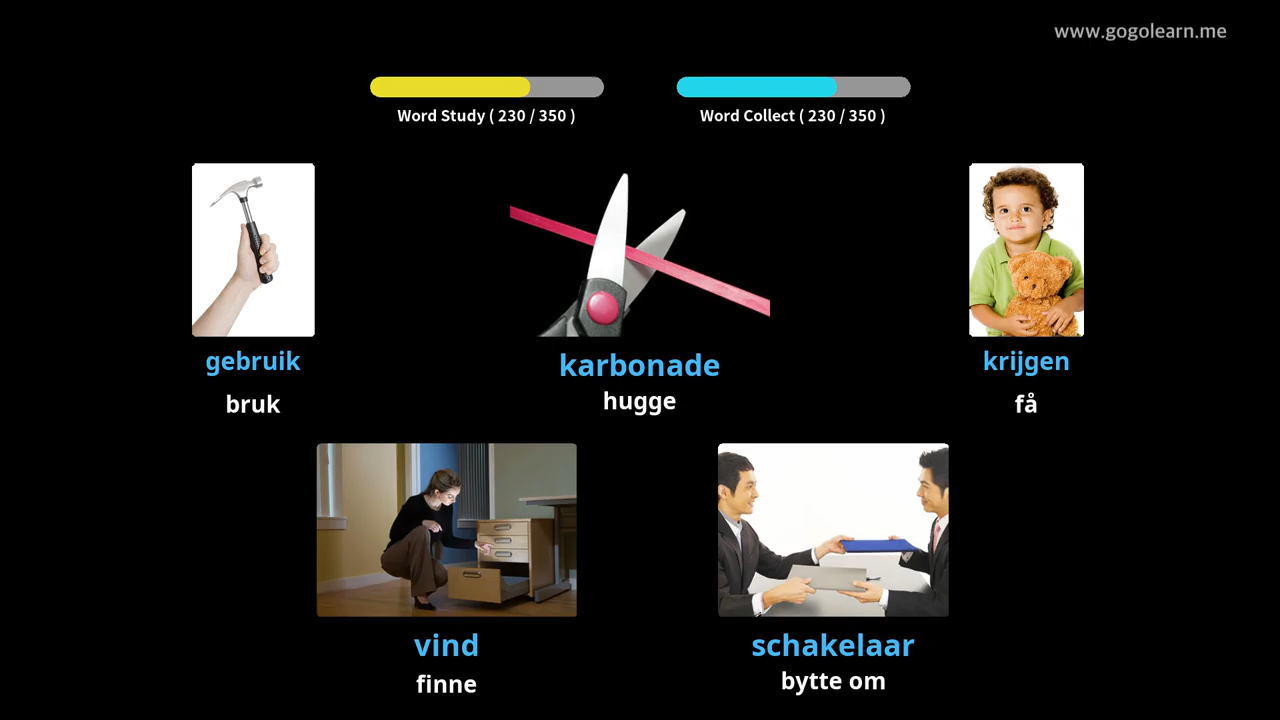 www.gogolearn.me
Word Study ( 230 / 350 )
Word Collect ( 230 / 350 )
gebruik
bruk
karbonade
hugge
krijgen
få
vind
finne
schakelaar
bytte om